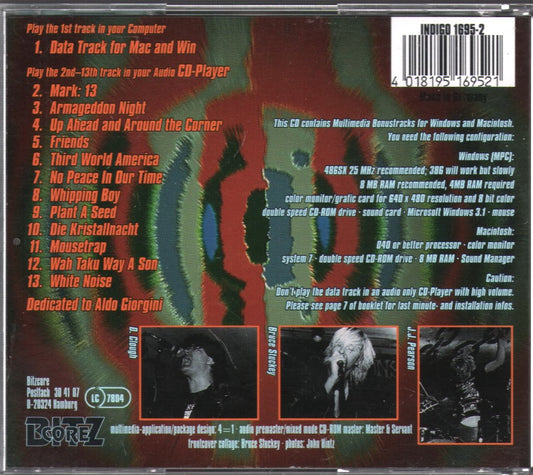 Play the 1st track in your Computer
1. Data Track for Mac and Win
Play the 2nd–13th track in your Audio CD-Player
2. Mark: 13
3. Armageddon Night
4. Up Ahead and Around the Corner
5. Friends
6. Third World America
7. No Peace In Our Time
8. Whipping Boy
9. Plant A Seed
10. Die Kristallnacht
11. Mousetrap
12. Wah Taku Way A Son
13. White Noise
Dedicated to Aldo Giorgini
INDIGO 1695-2
4 018195 169521
Made in Germany
This CD contains Multimedia Bonustracks for Windows and Macintosh.
You need the following configuration:
Windows (MPC):
486SX 25 MHz recommended; 386 will work but slowly
8 MB RAM recommended, 4MB RAM required
color monitor/grafic card for 640 x 480 resolution and 8 bit color
double speed CD-ROM drive · sound card · Microsoft Windows 3.1 · mouse
Macintosh:
040 or better processor · color monitor
system 7 · double speed CD-ROM drive · 8 MB RAM · Sound Manager
Caution:
Don't play the data track in an audio only CD-Player with high volume.
Please see page 7 of booklet for last minute- and installation infos.
D. Clough
Bruce Stuckey
J.J. Pearson
Bitzcore
Postfach 30 41 07
D-20324 Hamburg
LC 7804
BITZCORE
multimedia-application/package design: 4=1 · audio premaster/mixed mode CD-ROM master: Master & Servant
frontcover collage: Bruce Stuckey · photos: John Hintz